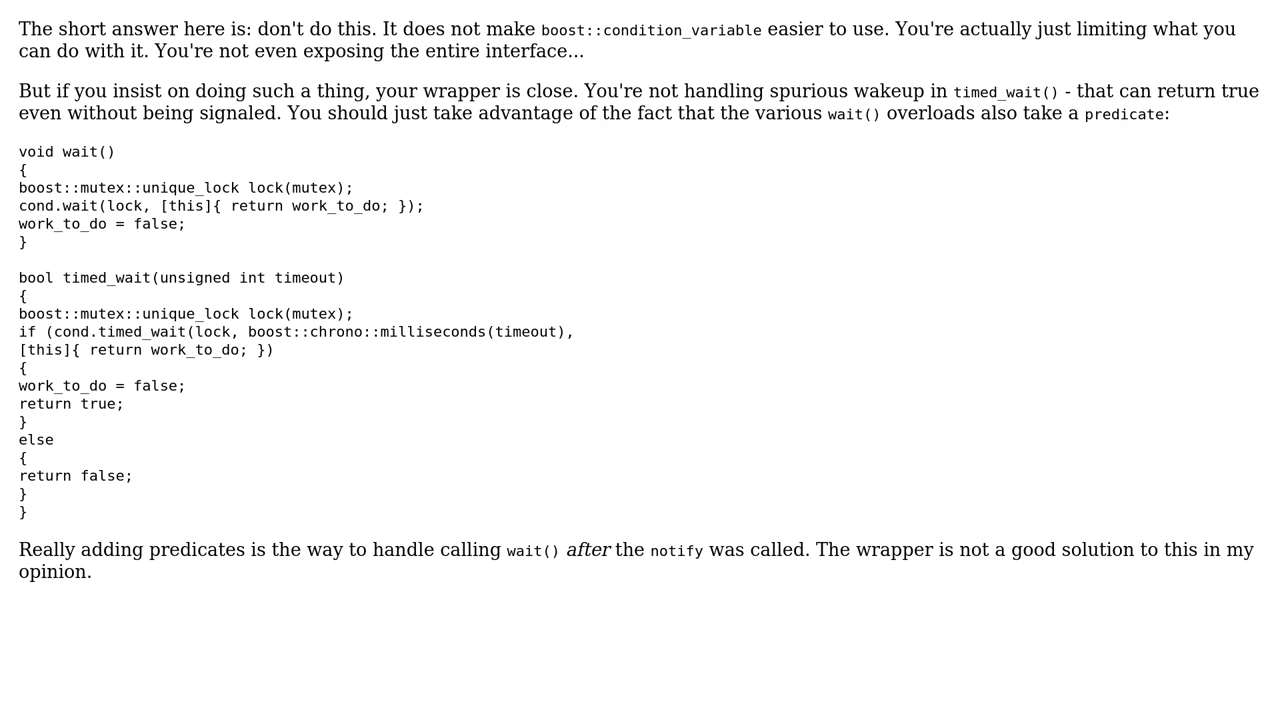 The short answer here is: don't do this. It does not make boost::condition_variable easier to use. You're actually just limiting what you
can do with it. You're not even exposing the entire interface...
But if you insist on doing such a thing, your wrapper is close. You're not handling spurious wakeup in timed_wait() - that can return true
even without being signaled. You should just take advantage of the fact that the various wait() overloads also take a predicate:
void wait()
{
boost::mutex::unique_lock lock(mutex);
cond.wait(lock, [this]{ return work_to_do; });
work_to_do = false;
}
bool timed_wait(unsigned int timeout)
{
boost::mutex::unique_lock lock(mutex);
if (cond.timed_wait(lock, boost::chrono::milliseconds(timeout),
[this]{ return work_to_do; })
{
work_to_do = false;
return true;
}
else
{
return false;
}
}
Really adding predicates is the way to handle calling wait() after the notify was called. The wrapper is not a good solution to this in my
opinion.